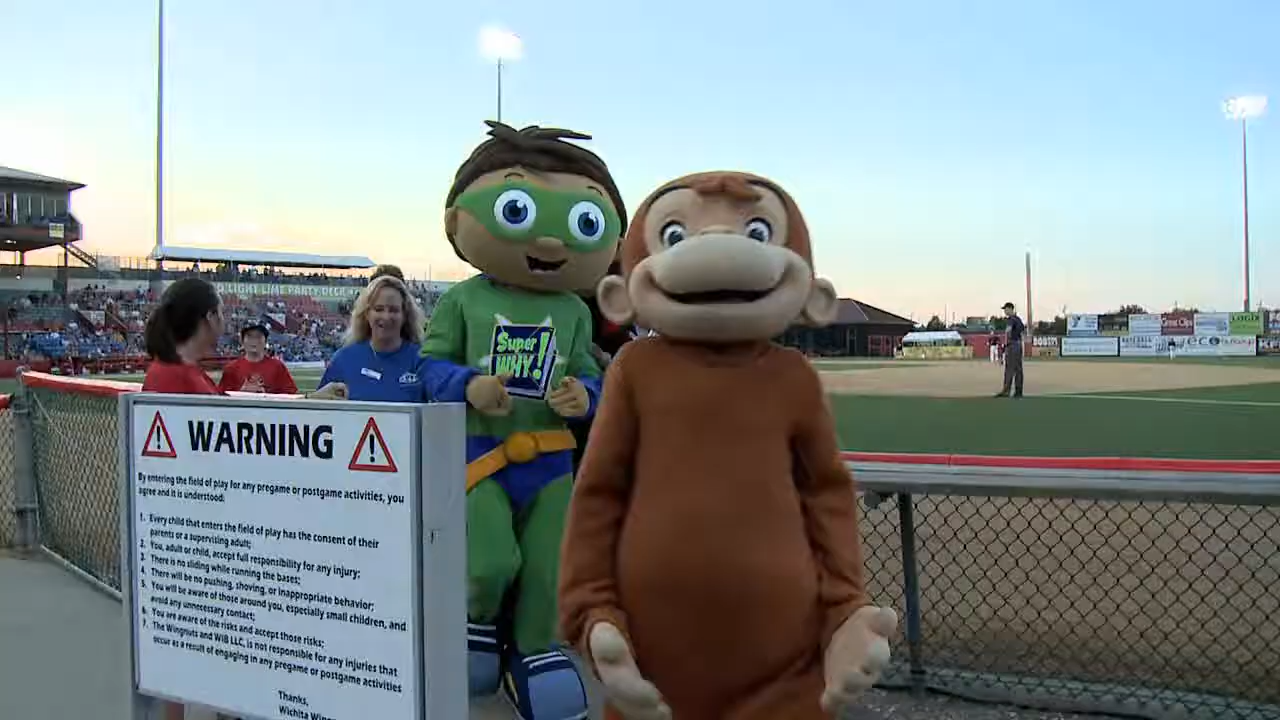 LIGHT LIME PARTY DECK
Super
WHY!
WARNING
By entering the field of play for any pregame or postgame activities, you
agree and it is understood:
1. Every child that enters the field of play has the consent of their
parents or a supervising adult;
2. You, adult or child, accept full responsibility for any injury;
3. There is no sliding while running the bases;
4. There will be no pushing, shoving, or inappropriate behavior;
5. You will be aware of those around you, especially small children, and
avoid any unnecessary contact;
6. You are aware of the risks and accept those risks;
7. The Wingnuts and WIB LLC, is not responsible for any injuries that
occur as a result of engaging in any pregame or postgame activities
Thanks,
Wichita Wing